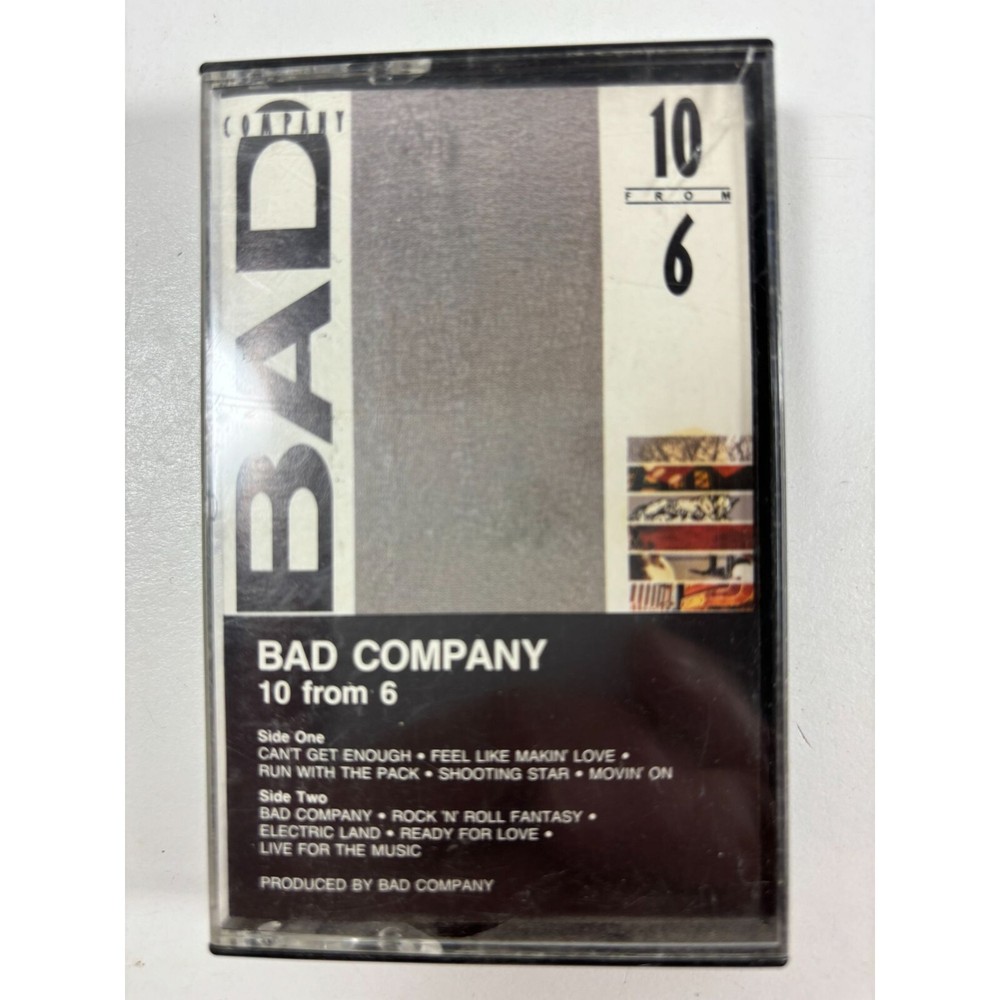 COMPANY
BAD
10
FROM
6
BAD COMPANY
10 from 6
Side One
CAN'T GET ENOUGH • FEEL LIKE MAKIN' LOVE •
RUN WITH THE PACK • SHOOTING STAR • MOVIN' ON
Side Two
BAD COMPANY • ROCK 'N' ROLL FANTASY •
ELECTRIC LAND • READY FOR LOVE •
LIVE FOR THE MUSIC
PRODUCED BY BAD COMPANY